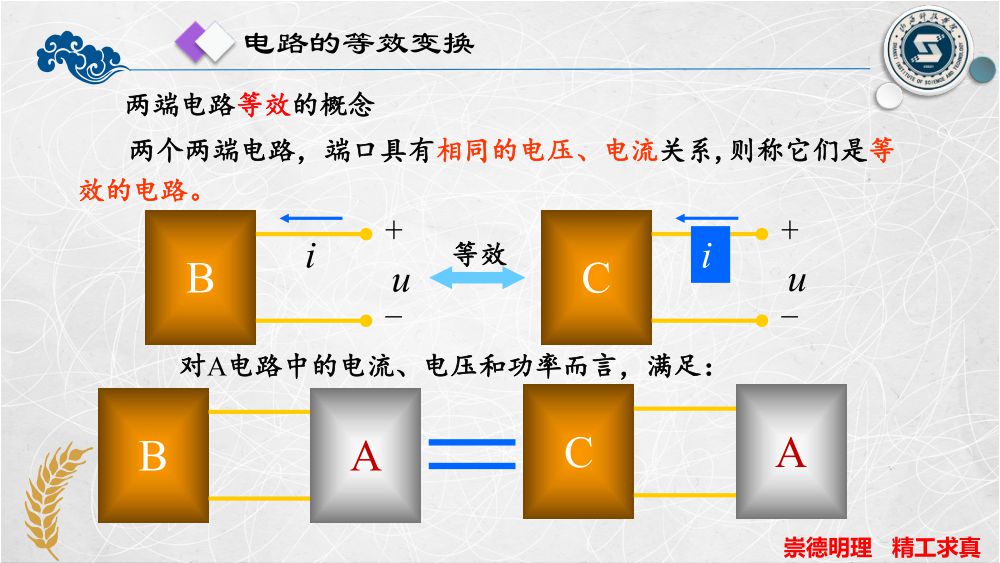 电路的等效变换
两端电路等效的概念
两个两端电路，端口具有相同的电压、电流关系,则称它们是等
效的电路。
B
i
+
u
−
等效
C
i
+
u
−
对A电路中的电流、电压和功率而言，满足：
B
A
C
A
崇德明理 精工求真